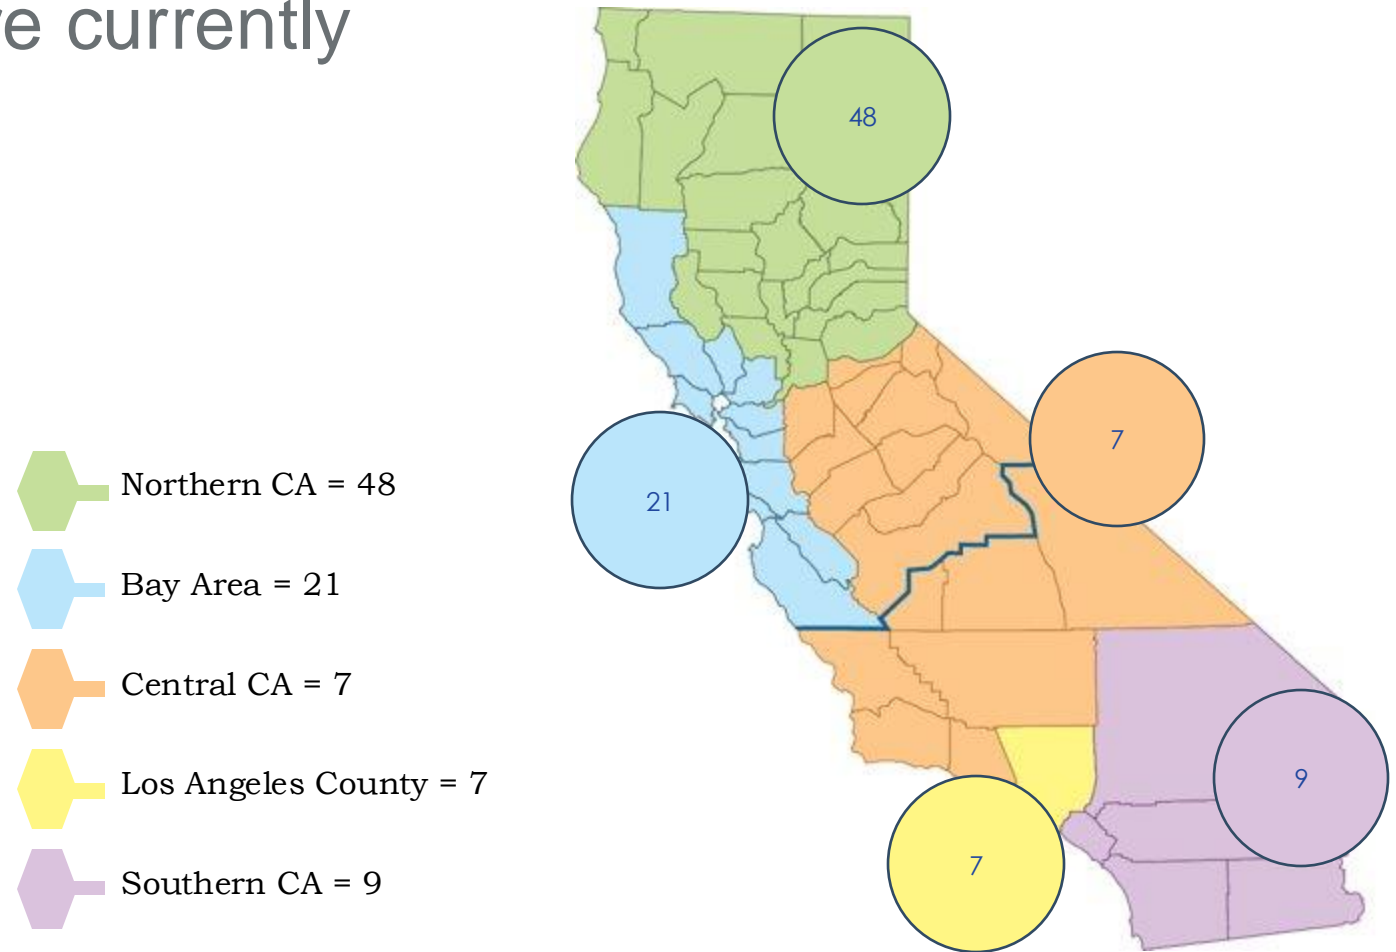 re currently
48
7
21
Northern CA = 48
Bay Area = 21
Central CA = 7
Los Angeles County = 7
Southern CA = 9
9
7